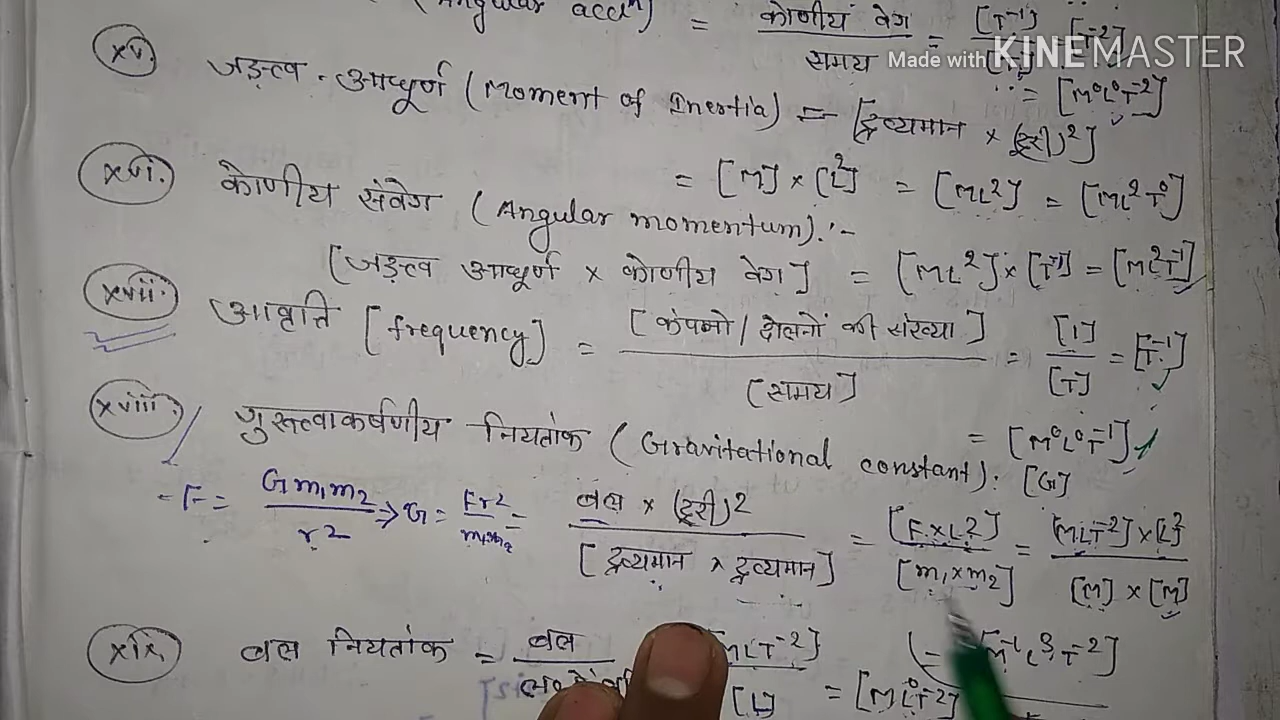 (Angular accⁿ) = कोणीय वेग / समय = [T⁻¹] / [T] = [T⁻²]
Made with KINEMASTER
= [M⁰L⁰T⁻²]
xv. जड़त्व आघूर्ण (Moment of Inertia) = [द्रव्यमान × (दूरी)²]
= [M] × [L²] = [ML²] = [ML²T⁰]
xvi. कोणीय संवेग (Angular momentum) :-
[जड़त्व आघूर्ण × कोणीय वेग] = [ML²] × [T⁻¹] = [ML²T⁻¹]
xvii. आवृत्ति [frequency] = [कंपनो / दोलनों की संख्या] / [समय] = [1] / [T] = [T⁻¹]
= [M⁰L⁰T⁻¹]
xviii. गुरुत्वाकर्षणीय नियतांक (Gravitational constant) : [G]
F = Gm₁m₂ / r² ⇒ G = Fr² / m₁m₂ = बल × (दूरी)² / [द्रव्यमान × द्रव्यमान] = [F × L²] / [m₁ × m₂] = [MLT⁻²] × [L²] / [M] × [M]
= [M⁻¹L³T⁻²]
xix. बल नियतांक = बल / = [MLT⁻²] / [L] = [ML⁰T⁻²]